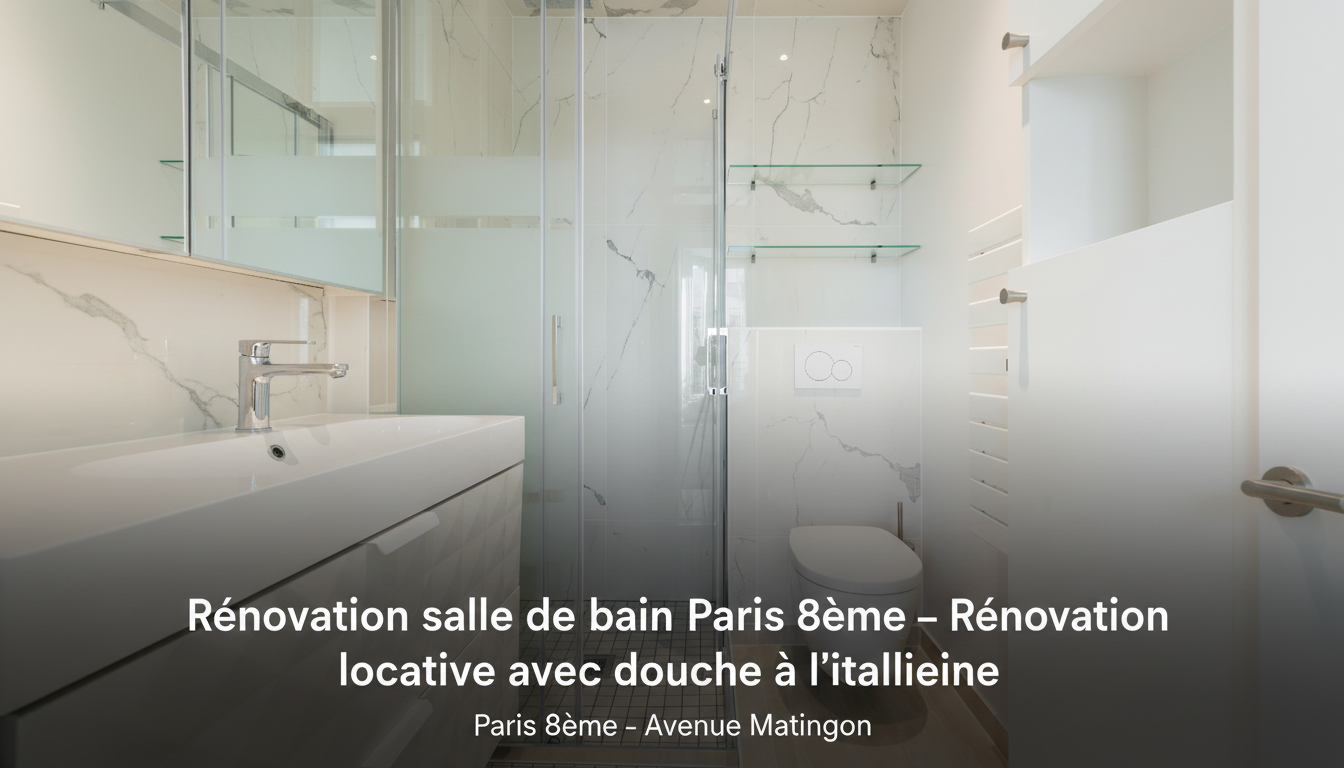 Rénovation salle de bain Paris 8ème – Rénovation
locative avec douche à l’itallieine
Paris 8ème – Avenue Matingon